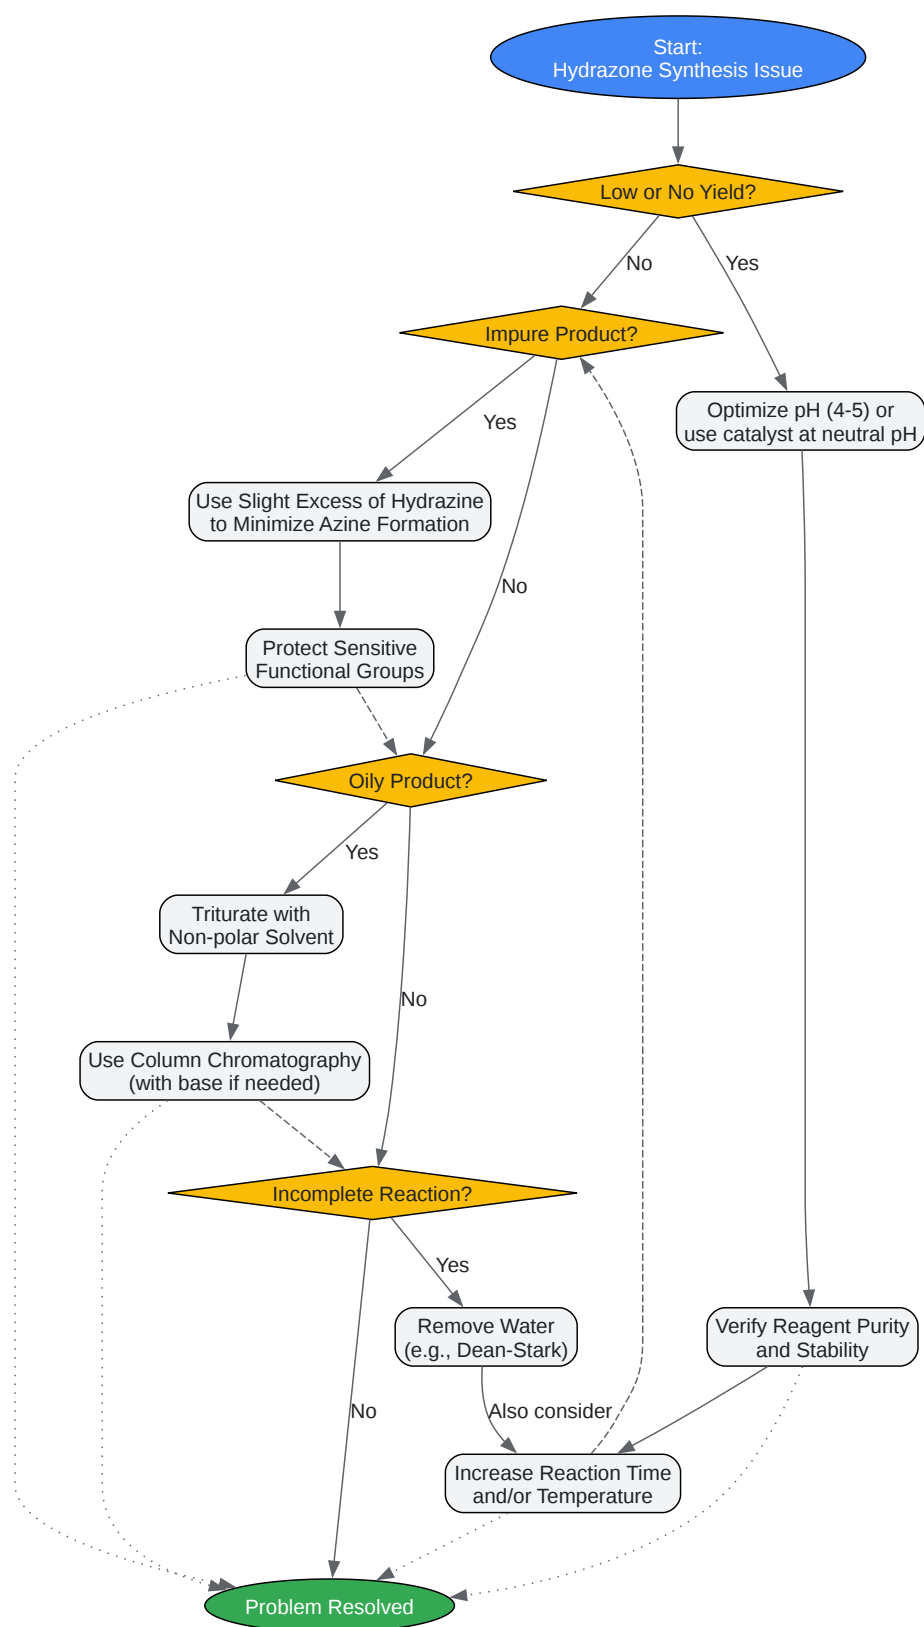 Start:
Hydrazone Synthesis Issue
Low or No Yield?
No
Yes
Impure Product?
Optimize pH (4-5) or
use catalyst at neutral pH
Yes
Use Slight Excess of Hydrazine
to Minimize Azine Formation
No
Protect Sensitive
Functional Groups
Oily Product?
Yes
Triturate with
Non-polar Solvent
No
Use Column Chromatography
(with base if needed)
Incomplete Reaction?
Yes
Remove Water
(e.g., Dean-Stark)
Verify Reagent Purity
and Stability
No
Also consider
Increase Reaction Time
and/or Temperature
Problem Resolved